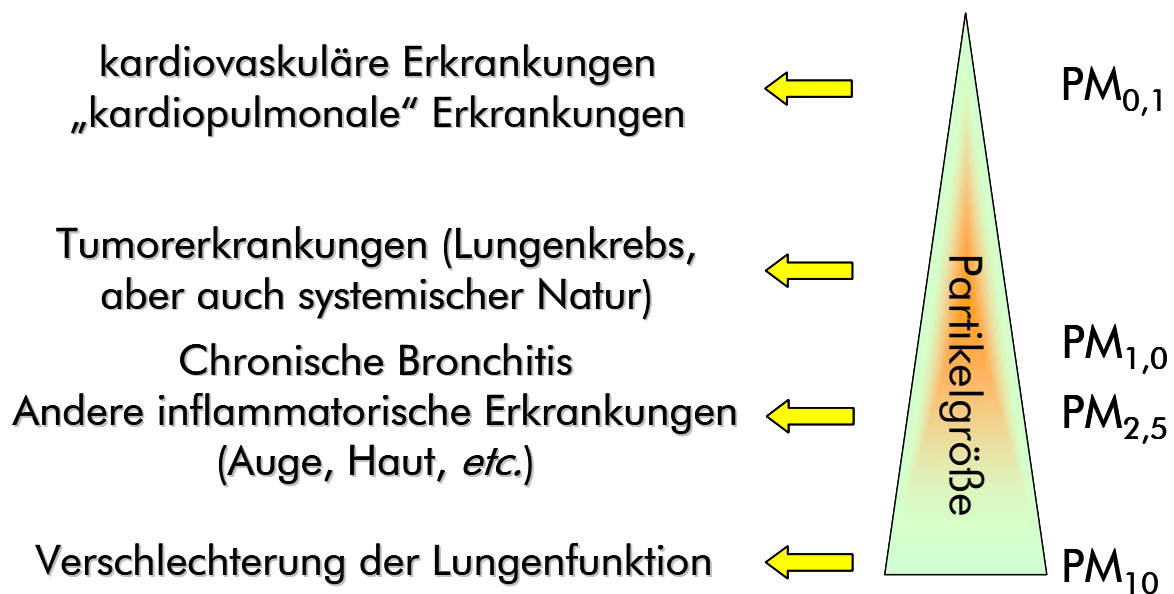 kardiovaskuläre Erkrankungen
„kardiopulmonale“ Erkrankungen
PM0,1
Tumorerkrankungen (Lungenkrebs,
aber auch systemischer Natur)
Partikelgröße
PM1,0
Chronische Bronchitis
Andere inflammatorische Erkrankungen
(Auge, Haut, etc.)
PM2,5
Verschlechterung der Lungenfunktion
PM10